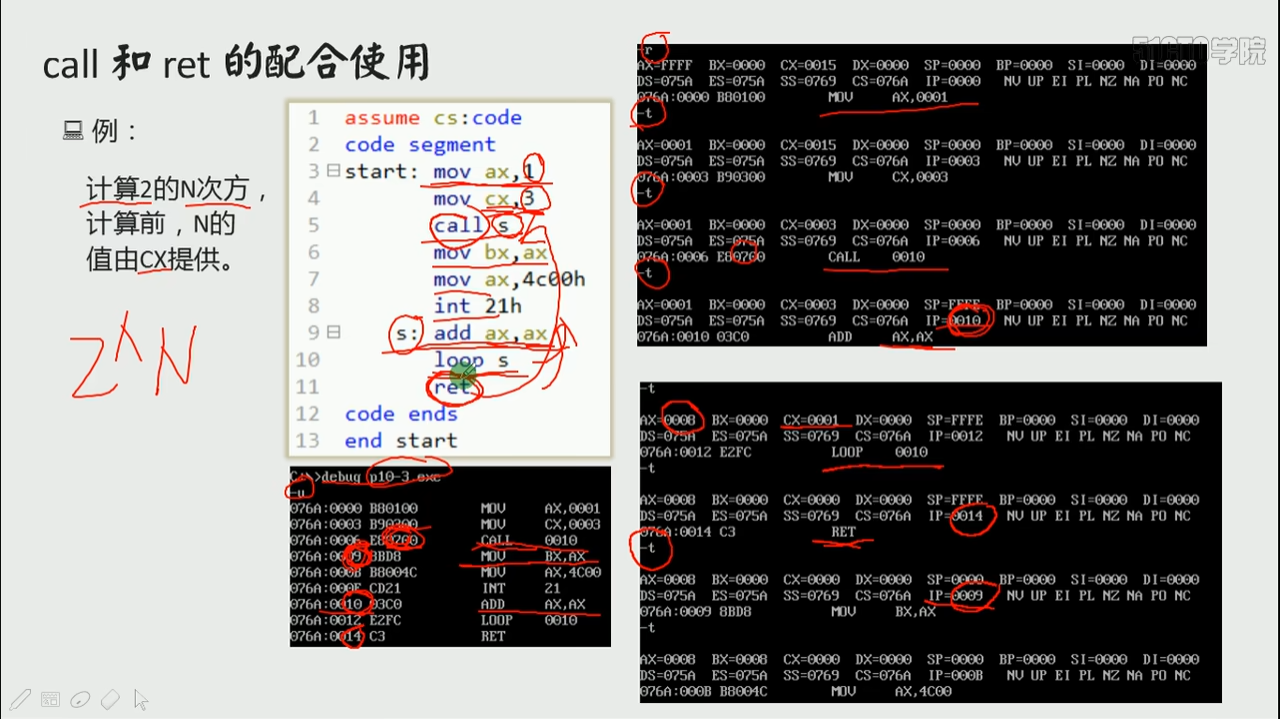 call 和 ret 的配合使用
51CTO学院
例：
计算2的N次方，
计算前，N的
值由CX提供。
2^N
1 assume cs:code
2 code segment
3 start: mov ax,1
4 mov cx,3
5 call s
6 mov bx,ax
7 mov ax,4c00h
8 int 21h
9 s: add ax,ax
10 loop s
11 ret
12 code ends
13 end start
C:\>debug p10-3.exe
-u
076A:0000 B80100 MOV AX,0001
076A:0003 B90300 MOV CX,0003
076A:0006 E80700 CALL 0010
076A:0009 8BD8 MOV BX,AX
076A:000B B8004C MOV AX,4C00
076A:000E CD21 INT 21
076A:0010 03C0 ADD AX,AX
076A:0012 E2FC LOOP 0010
076A:0014 C3 RET
-r
AX=FFFF BX=0000 CX=0015 DX=0000 SP=0000 BP=0000 SI=0000 DI=0000
DS=075A ES=075A SS=0769 CS=076A IP=0000 NV UP EI PL NZ NA PO NC
076A:0000 B80100 MOV AX,0001
-t
AX=0001 BX=0000 CX=0015 DX=0000 SP=0000 BP=0000 SI=0000 DI=0000
DS=075A ES=075A SS=0769 CS=076A IP=0003 NV UP EI PL NZ NA PO NC
076A:0003 B90300 MOV CX,0003
-t
AX=0001 BX=0000 CX=0003 DX=0000 SP=0000 BP=0000 SI=0000 DI=0000
DS=075A ES=075A SS=0769 CS=076A IP=0006 NV UP EI PL NZ NA PO NC
076A:0006 E80700 CALL 0010
-t
AX=0001 BX=0000 CX=0003 DX=0000 SP=FFFE BP=0000 SI=0000 DI=0000
DS=075A ES=075A SS=0769 CS=076A IP=0010 NV UP EI PL NZ NA PO NC
076A:0010 03C0 ADD AX,AX
-t
AX=0008 BX=0000 CX=0001 DX=0000 SP=FFFE BP=0000 SI=0000 DI=0000
DS=075A ES=075A SS=0769 CS=076A IP=0012 NV UP EI PL NZ NA PO NC
076A:0012 E2FC LOOP 0010
-t
AX=0008 BX=0000 CX=0000 DX=0000 SP=FFFE BP=0000 SI=0000 DI=0000
DS=075A ES=075A SS=0769 CS=076A IP=0014 NV UP EI PL NZ NA PO NC
076A:0014 C3 RET
-t
AX=0008 BX=0000 CX=0000 DX=0000 SP=0000 BP=0000 SI=0000 DI=0000
DS=075A ES=075A SS=0769 CS=076A IP=0009 NV UP EI PL NZ NA PO NC
076A:0009 8BD8 MOV BX,AX
-t
AX=0008 BX=0008 CX=0000 DX=0000 SP=0000 BP=0000 SI=0000 DI=0000
DS=075A ES=075A SS=0769 CS=076A IP=000B NV UP EI PL NZ NA PO NC
076A:000B B8004C MOV AX,4C00